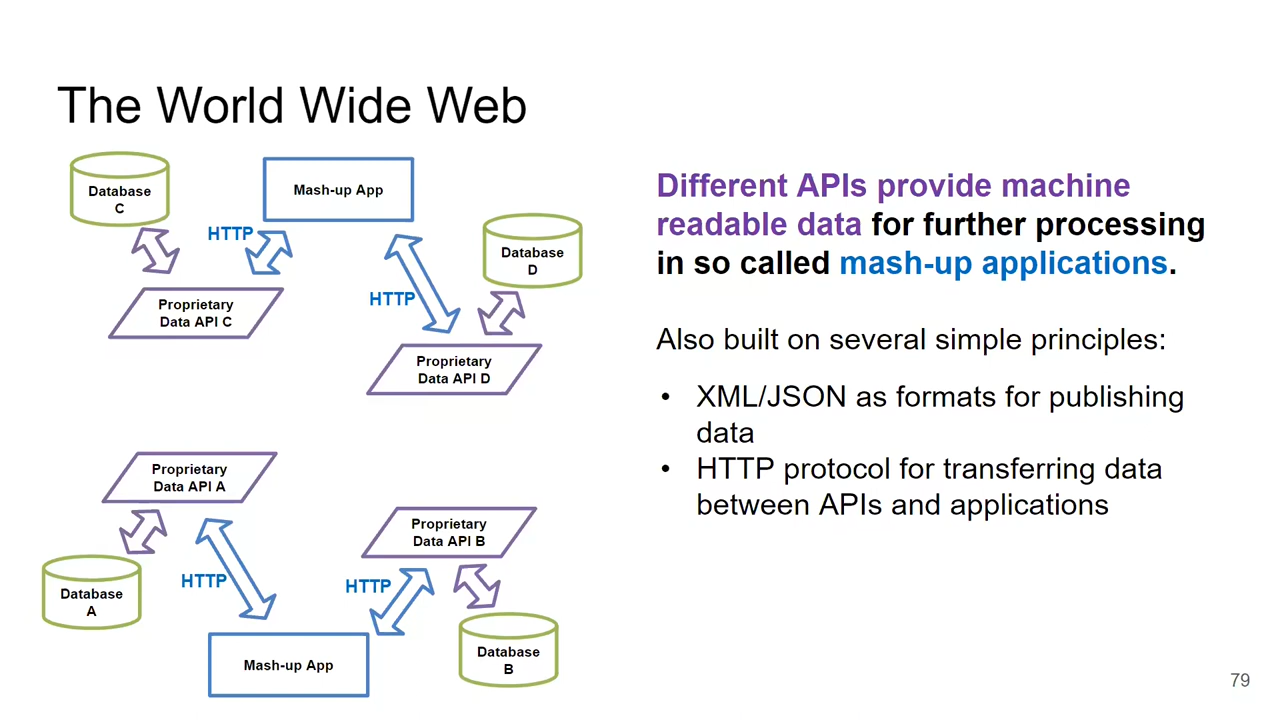 The World Wide Web
Database
C
Mash-up App
HTTP
Database
D
HTTP
Proprietary
Data API C
Proprietary
Data API D
Proprietary
Data API A
Proprietary
Data API B
HTTP
HTTP
Database
A
Mash-up App
Database
B
Different APIs provide machine
readable data for further processing
in so called mash-up applications.
Also built on several simple principles:
• XML/JSON as formats for publishing
data
• HTTP protocol for transferring data
between APIs and applications
79